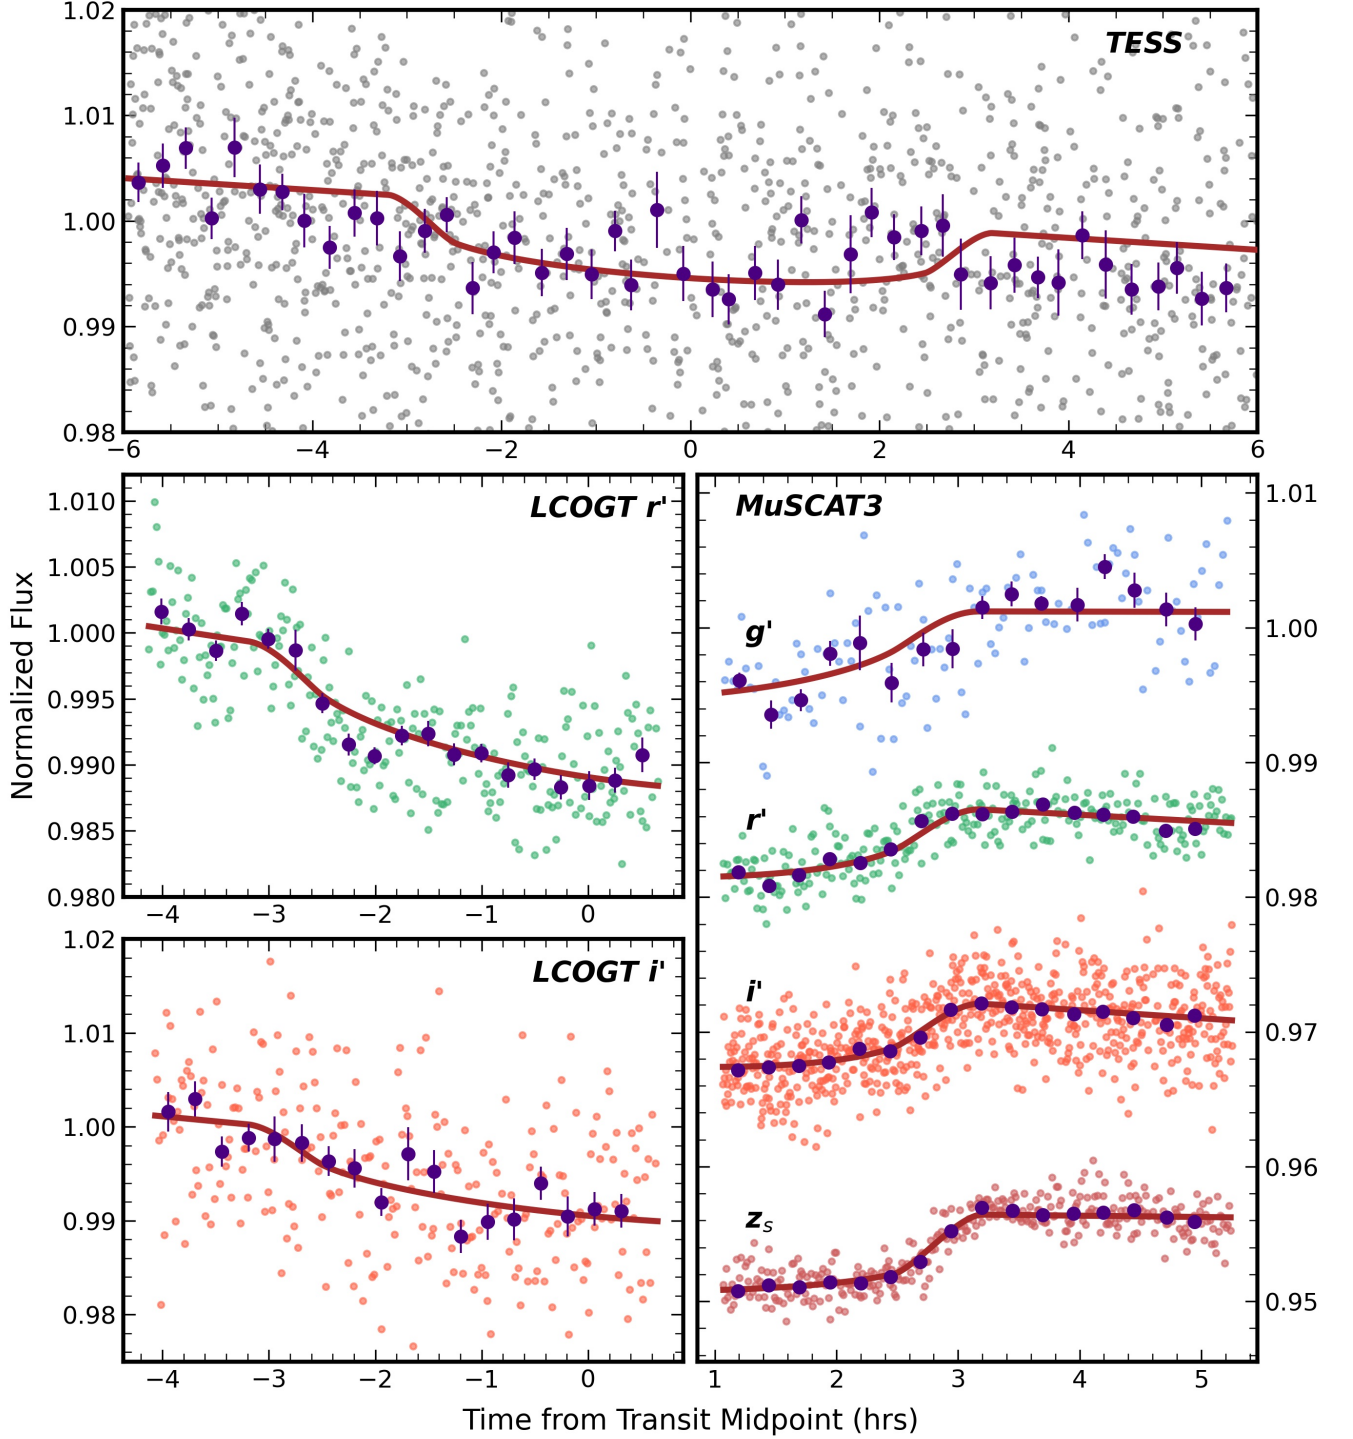 1.02
TESS
1.01
1.00
0.99
0.98
−6 −4 −2 0 2 4 6
Normalized Flux
LCOGT r'
1.010
1.005
1.000
0.995
0.990
0.985
0.980
−4 −3 −2 −1 0
LCOGT i'
1.02
1.01
1.00
0.99
0.98
−4 −3 −2 −1 0
MuSCAT3
g'
r'
i'
z_s
1.01
1.00
0.99
0.98
0.97
0.96
0.95
1 2 3 4 5
Time from Transit Midpoint (hrs)